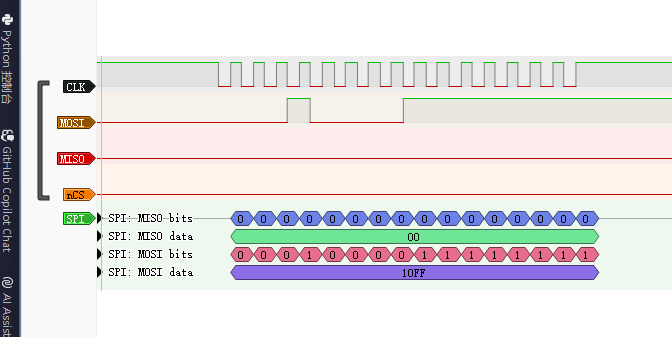 Python 控制台
GitHub Copilot Chat
AI Assist
CLK
MOSI
MISO
nCS
SPI
SPI: MISO bits 0 0 0 0 0 0 0 0 0 0 0 0 0 0 0 0
SPI: MISO data 00
SPI: MOSI bits 0 0 0 1 0 0 0 0 1 1 1 1 1 1 1 1
SPI: MOSI data 10FF